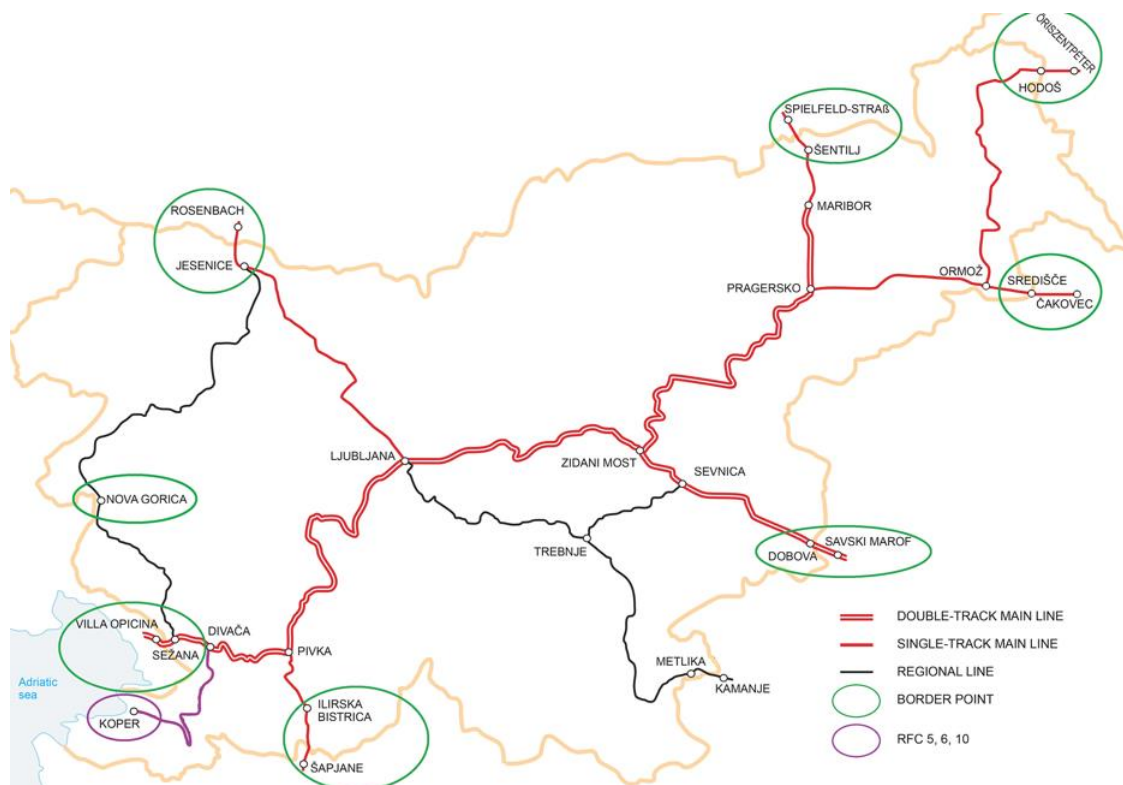 ŐRISZENTPÉTER
HODOŠ
SPIELFELD-STRAß
ŠENTILJ
ROSENBACH
MARIBOR
JESENICE
ORMOŽ
SREDIŠČE
PRAGERSKO
ČAKOVEC
LJUBLJANA
ZIDANI MOST
SEVNICA
NOVA GORICA
TREBNJE
SAVSKI MAROF
DOBOVA
VILLA OPICINA
DIVAČA
SEŽANA
PIVKA
Adriatic
sea
METLIKA
KAMANJE
KOPER
ILIRSKA
BISTRICA
ŠAPJANE
DOUBLE-TRACK MAIN LINE
SINGLE-TRACK MAIN LINE
REGIONAL LINE
BORDER POINT
RFC 5, 6, 10